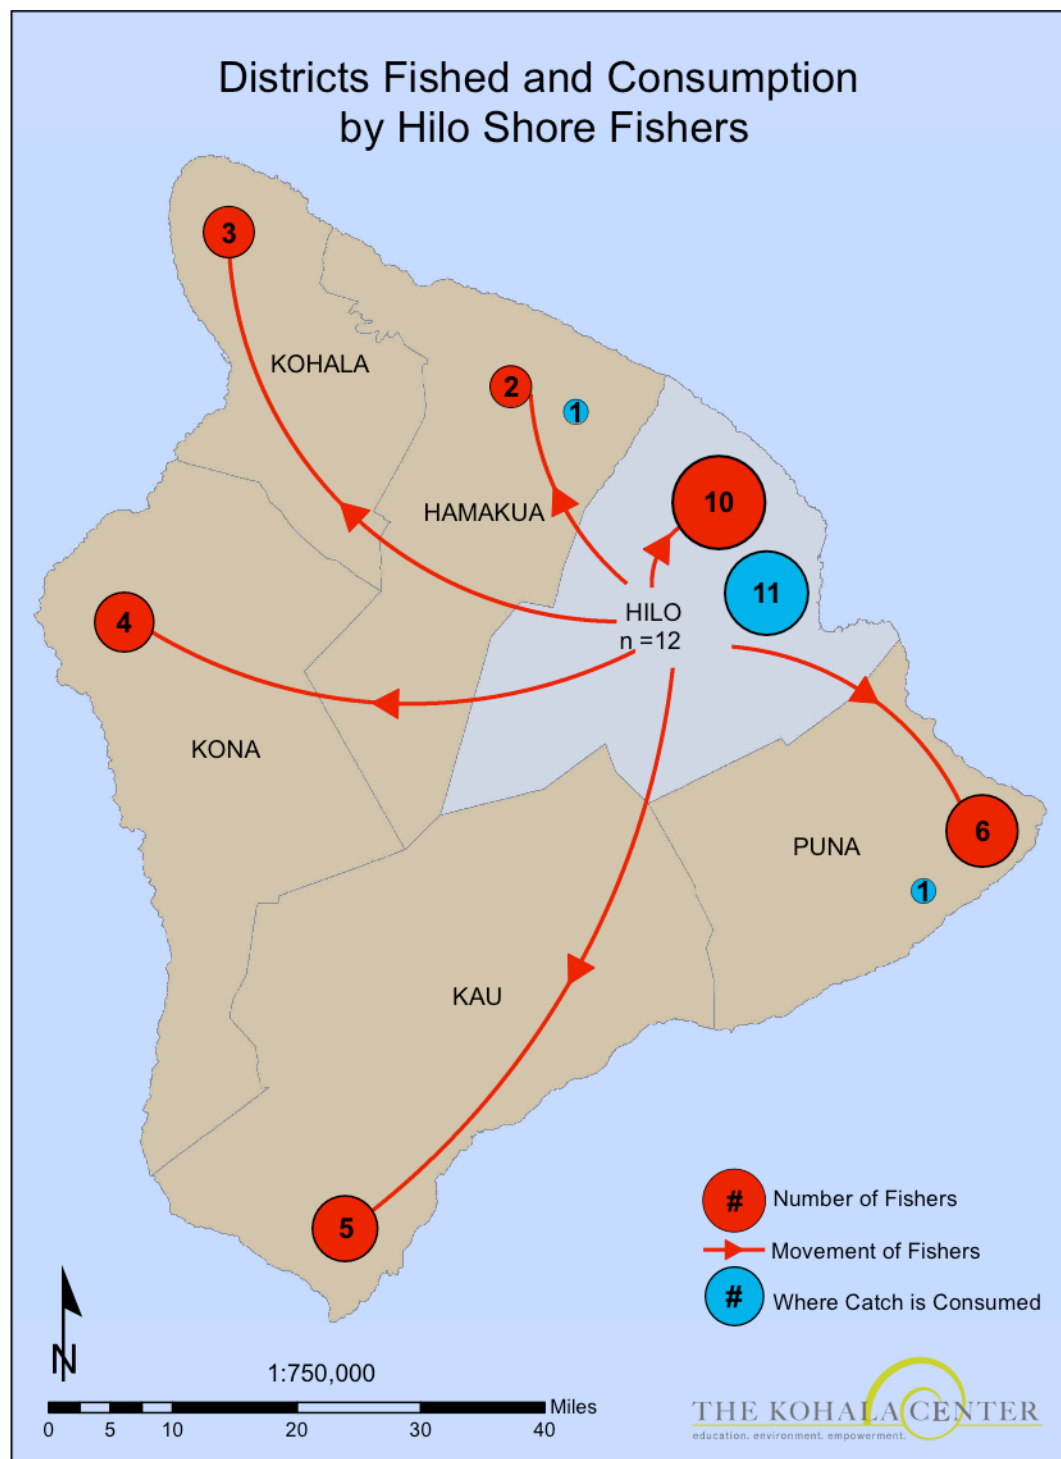 Districts Fished and Consumption
by Hilo Shore Fishers
3
KOHALA
2
1
HAMAKUA
10
11
HILO
n =12
4
KONA
PUNA
6
1
KAU
5
# Number of Fishers
Movement of Fishers
# Where Catch is Consumed
N
1:750,000
Miles
0 5 10 20 30 40
THE KOHALA CENTER
education. environment. empowerment.